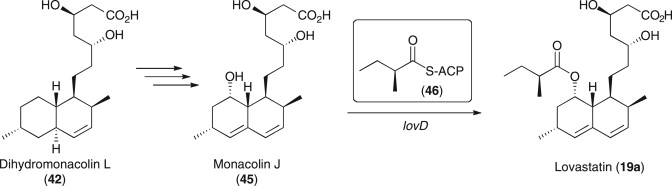 HO
CO₂H
OH
H
H
Dihydromonacolin L
(42)
HO
CO₂H
OH
OH
H
Monacolin J
(45)
O
S-ACP
(46)
lovD
HO
CO₂H
OH
O
O
H
Lovastatin (19a)